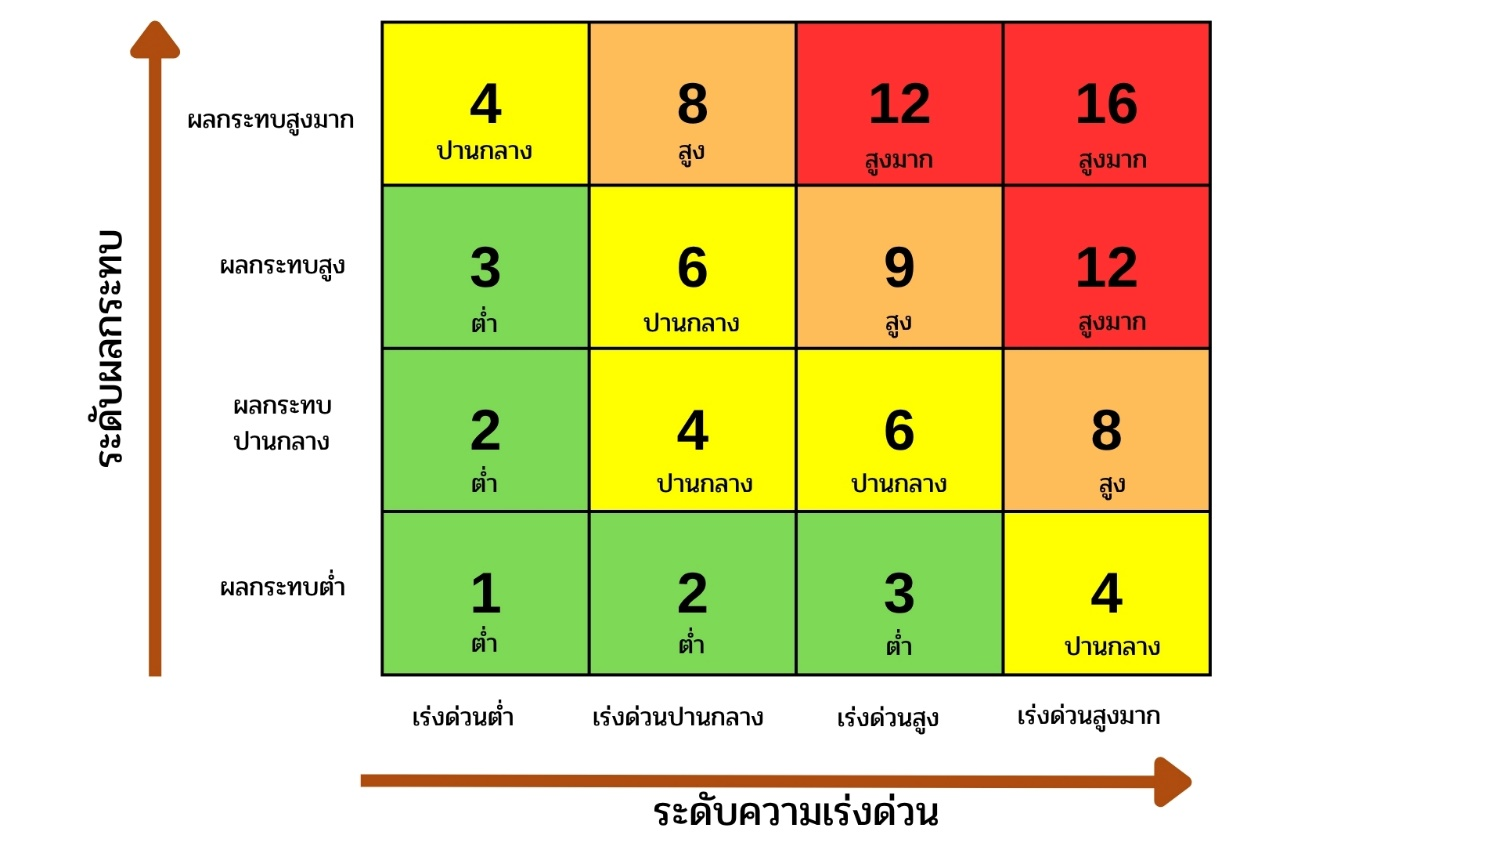 ระดับผลกระทบ
ผลกระทบสูงมาก
4
ปานกลาง
8
สูง
12
สูงมาก
16
สูงมาก
ผลกระทบสูง
3
ต่ำ
6
ปานกลาง
9
สูง
12
สูงมาก
ผลกระทบ
ปานกลาง
2
ต่ำ
4
ปานกลาง
6
ปานกลาง
8
สูง
ผลกระทบต่ำ
1
ต่ำ
2
ต่ำ
3
ต่ำ
4
ปานกลาง
เร่งด่วนต่ำ
เร่งด่วนปานกลาง
เร่งด่วนสูง
เร่งด่วนสูงมาก
ระดับความเร่งด่วน